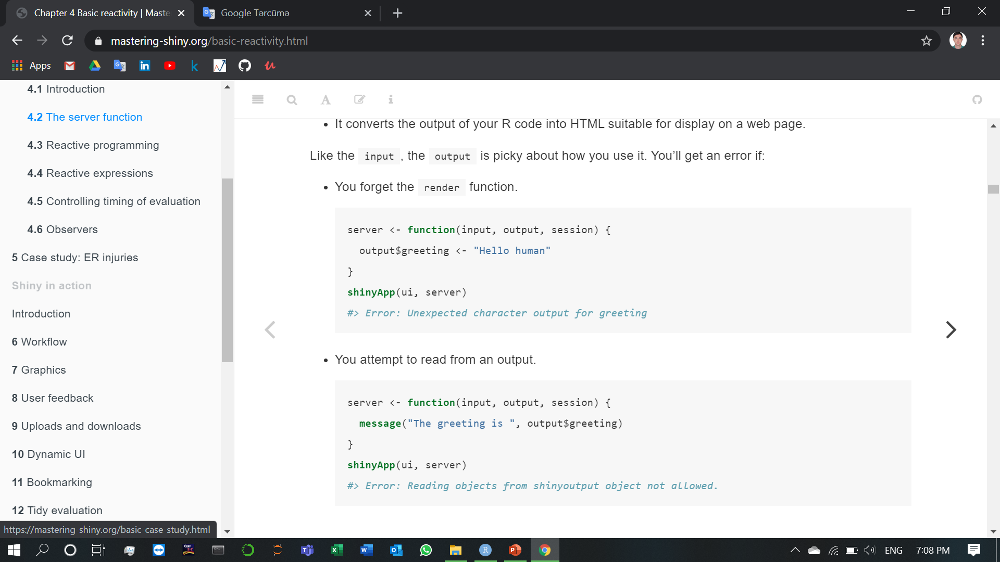 Chapter 4 Basic reactivity | Maste
Google Tərcümə
mastering-shiny.org/basic-reactivity.html
Apps
4.1 Introduction
4.2 The server function
4.3 Reactive programming
4.4 Reactive expressions
4.5 Controlling timing of evaluation
4.6 Observers
5 Case study: ER injuries
Shiny in action
Introduction
6 Workflow
7 Graphics
8 User feedback
9 Uploads and downloads
10 Dynamic UI
11 Bookmarking
12 Tidy evaluation
https://mastering-shiny.org/basic-case-study.html
• It converts the output of your R code into HTML suitable for display on a web page.
Like the input, the output is picky about how you use it. You’ll get an error if:
• You forget the render function.
server <- function(input, output, session) {
  output$greeting <- "Hello human"
}
shinyApp(ui, server)
#> Error: Unexpected character output for greeting
• You attempt to read from an output.
server <- function(input, output, session) {
  message("The greeting is ", output$greeting)
}
shinyApp(ui, server)
#> Error: Reading objects from shinyoutput object not allowed.
ENG
7:08 PM